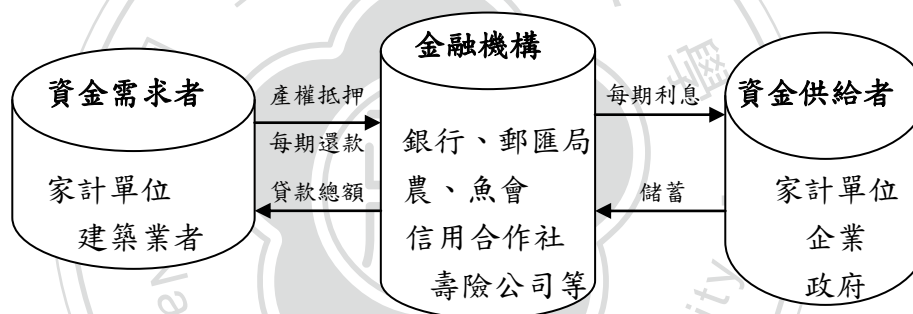 金融機構
資金需求者
產權抵押
每期還款
貸款總額
每期利息
儲蓄
資金供給者
家計單位
建築業者
銀行、郵匯局
農、魚會
信用合作社
壽險公司等
家計單位
企業
政府
學